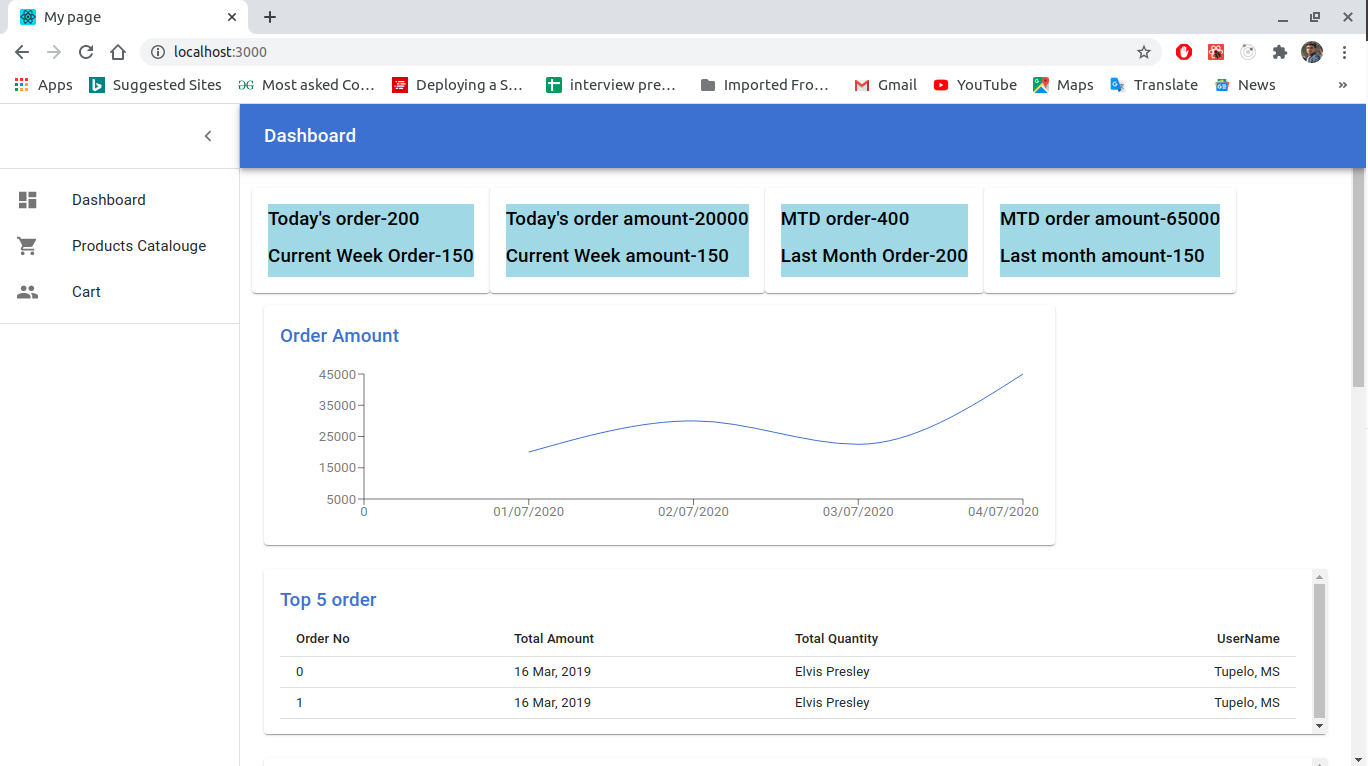 My page
localhost:3000
Apps Suggested Sites Most asked Co... Deploying a S... interview pre... Imported Fro... Gmail YouTube Maps Translate News »
Dashboard
Dashboard
Products Catalouge
Cart
Today's order-200
Current Week Order-150
Today's order amount-20000
Current Week amount-150
MTD order-400
Last Month Order-200
MTD order amount-65000
Last month amount-150
Order Amount
45000
35000
25000
15000
5000
0 01/07/2020 02/07/2020 03/07/2020 04/07/2020
Top 5 order
Order No Total Amount Total Quantity UserName
0 16 Mar, 2019 Elvis Presley Tupelo, MS
1 16 Mar, 2019 Elvis Presley Tupelo, MS